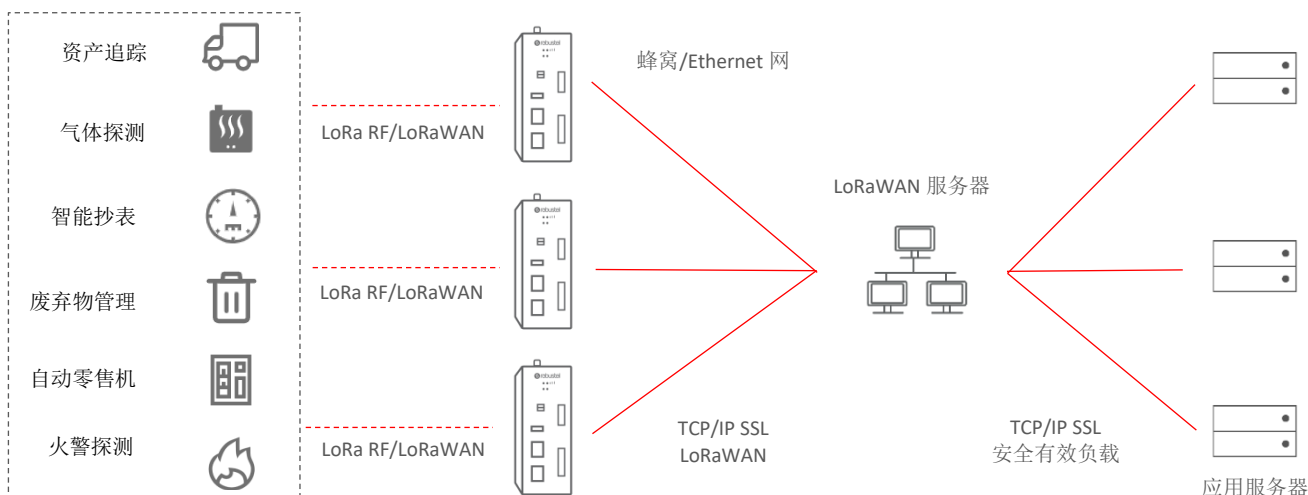 资产追踪
气体探测
智能抄表
废弃物管理
自动零售机
火警探测
LoRa RF/LoRaWAN
LoRa RF/LoRaWAN
LoRa RF/LoRaWAN
robustel
robustel
robustel
蜂窝/Ethernet 网
TCP/IP SSL
LoRaWAN
LoRaWAN 服务器
TCP/IP SSL
安全有效负载
应用服务器